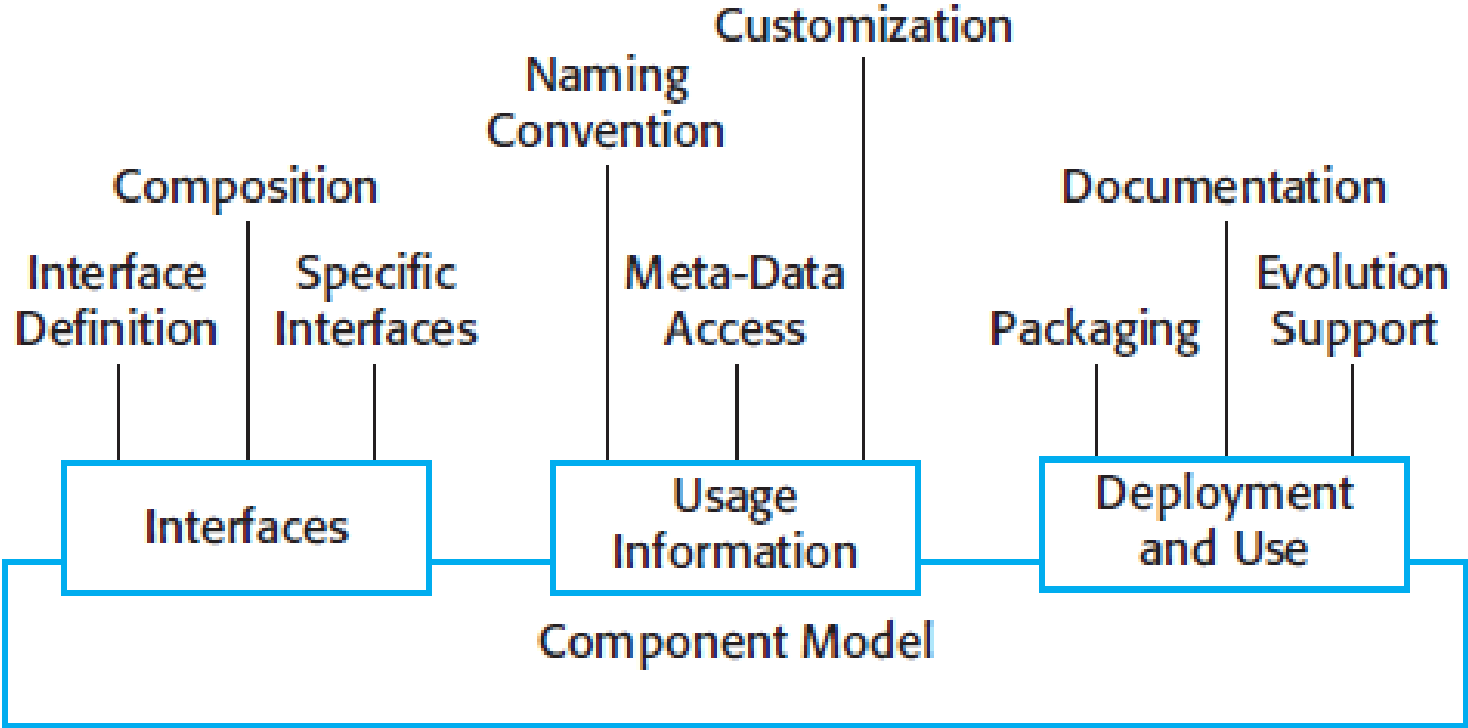 Customization
Naming
Convention
Composition
Documentation
Interface
Definition
Specific
Interfaces
Meta-Data
Access
Packaging
Evolution
Support
Interfaces
Usage
Information
Deployment
and Use
Component Model